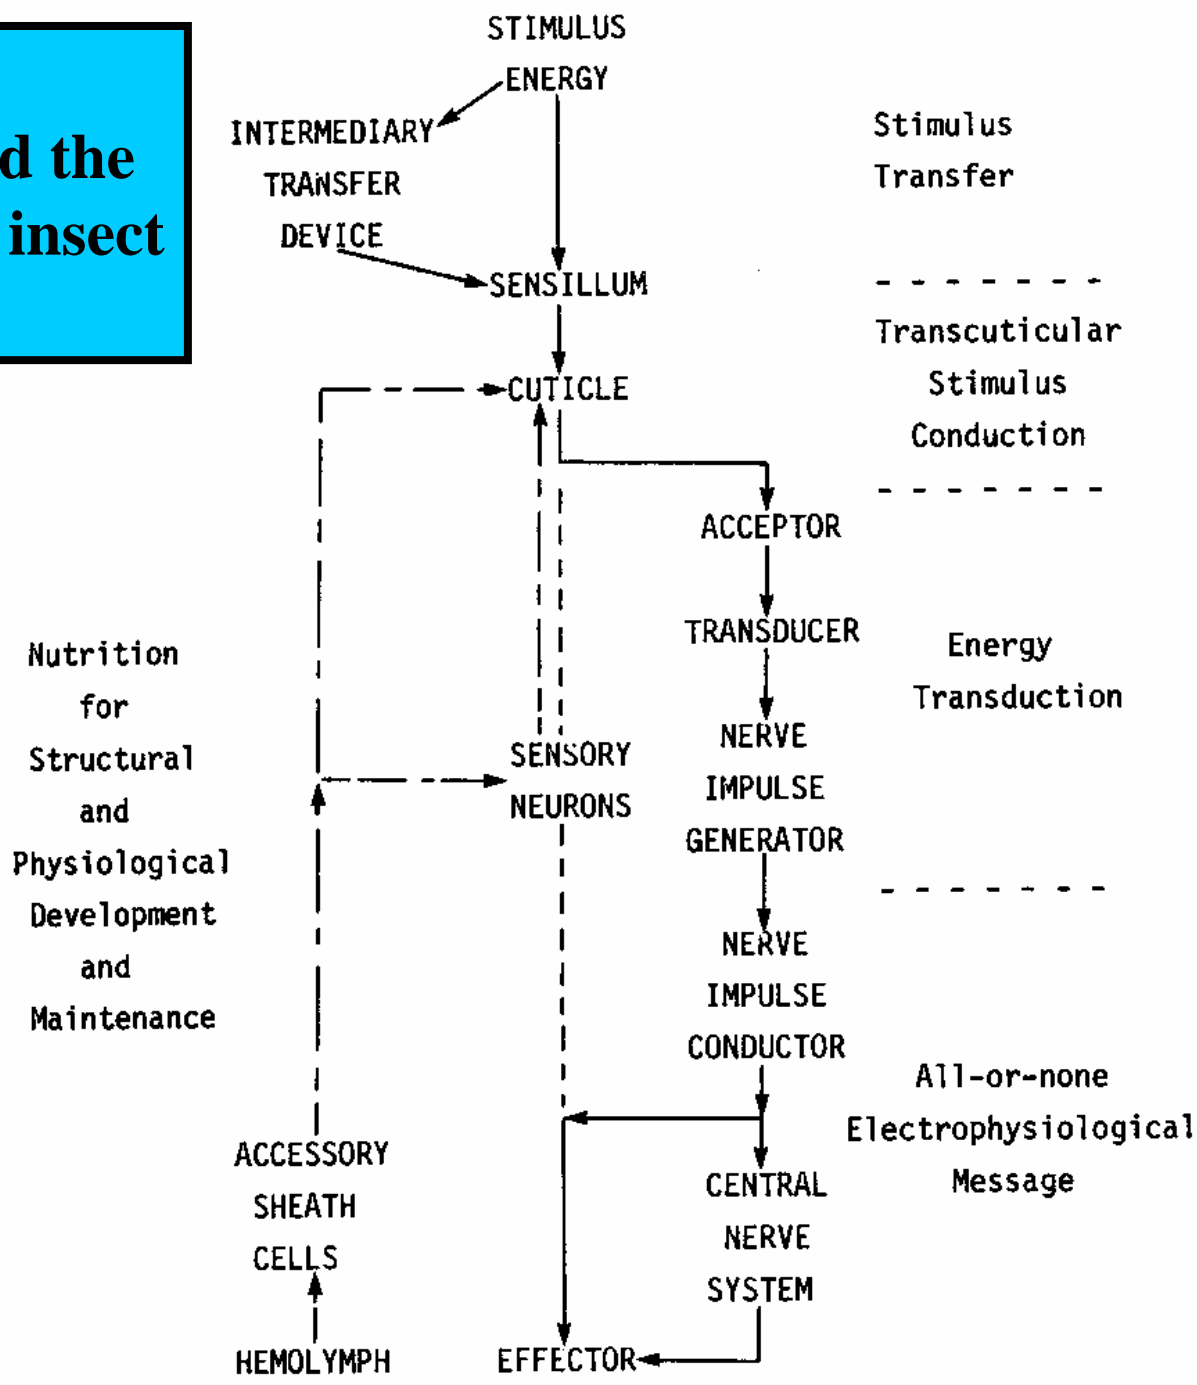 d the
insect
STIMULUS
ENERGY
INTERMEDIARY
TRANSFER
DEVICE
SENSILLUM
CUTICLE
ACCEPTOR
TRANSDUCER
NERVE
IMPULSE
GENERATOR
SENSORY
NEURONS
NERVE
IMPULSE
CONDUCTOR
ACCESSORY
SHEATH
CELLS
CENTRAL
NERVE
SYSTEM
HEMOLYMPH
EFFECTOR
Stimulus
Transfer
Transcuticular
Stimulus
Conduction
Energy
Transduction
All-or-none
Electrophysiological
Message
Nutrition
for
Structural
and
Physiological
Development
and
Maintenance